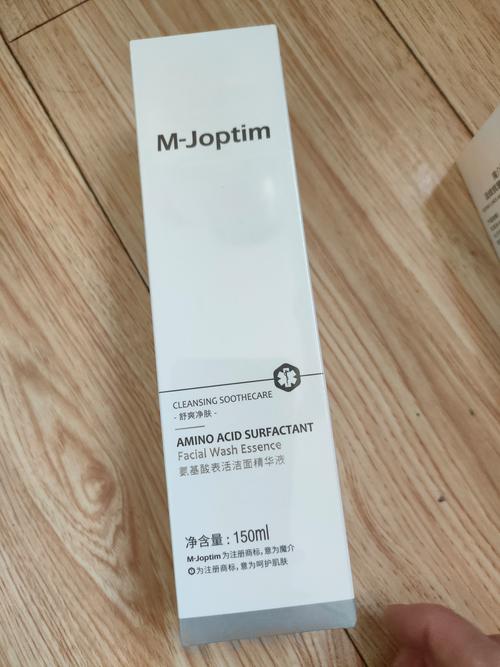 M-Joptim
CLEANSING SOOTHECARE
- 舒爽净肤 -
AMINO ACID SURFACTANT
Facial Wash Essence
氨基酸表活洁面精华液
净含量：150ml
M-Joptim 为注册商标，意为魔介
为注册商标，意为呵护肌肤